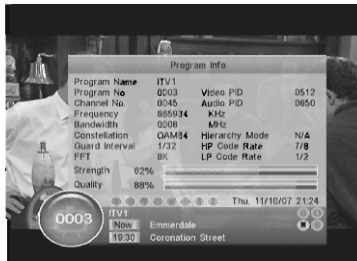 Program Info
Program Name ITV1
Program No 0003 Video PID 0512
Channel No. 0045 Audio PID 0650
Frequency 665934 KHz
Bandwidth 0008 MHz
Constellation QAM64 Hierarchy Mode N/A
Guard Interval 1/32 HP Code Rate 7/8
FFT 8K LP Code Rate 1/2
Strength 82%
Quality 88%
Thu. 11/10/07 21:24
0003 ITV1
Now Emmerdale
19:30 Coronation Street